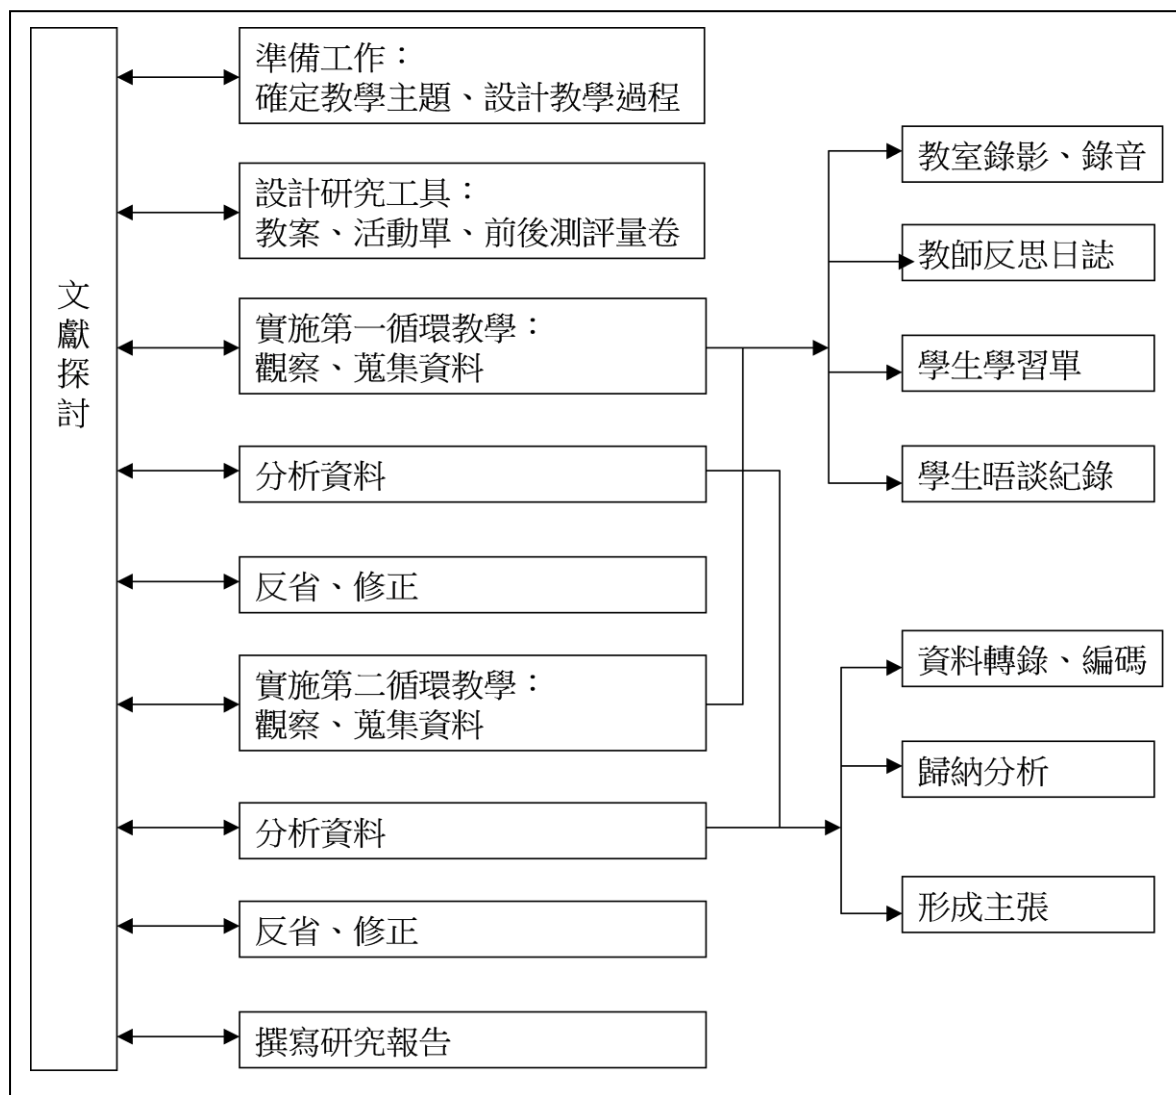 文獻探討
準備工作：
確定教學主題、設計教學過程
設計研究工具：
教案、活動單、前後測評量卷
實施第一循環教學：
觀察、蒐集資料
分析資料
反省、修正
實施第二循環教學：
觀察、蒐集資料
分析資料
反省、修正
撰寫研究報告
教室錄影、錄音
教師反思日誌
學生學習單
學生晤談紀錄
資料轉錄、編碼
歸納分析
形成主張